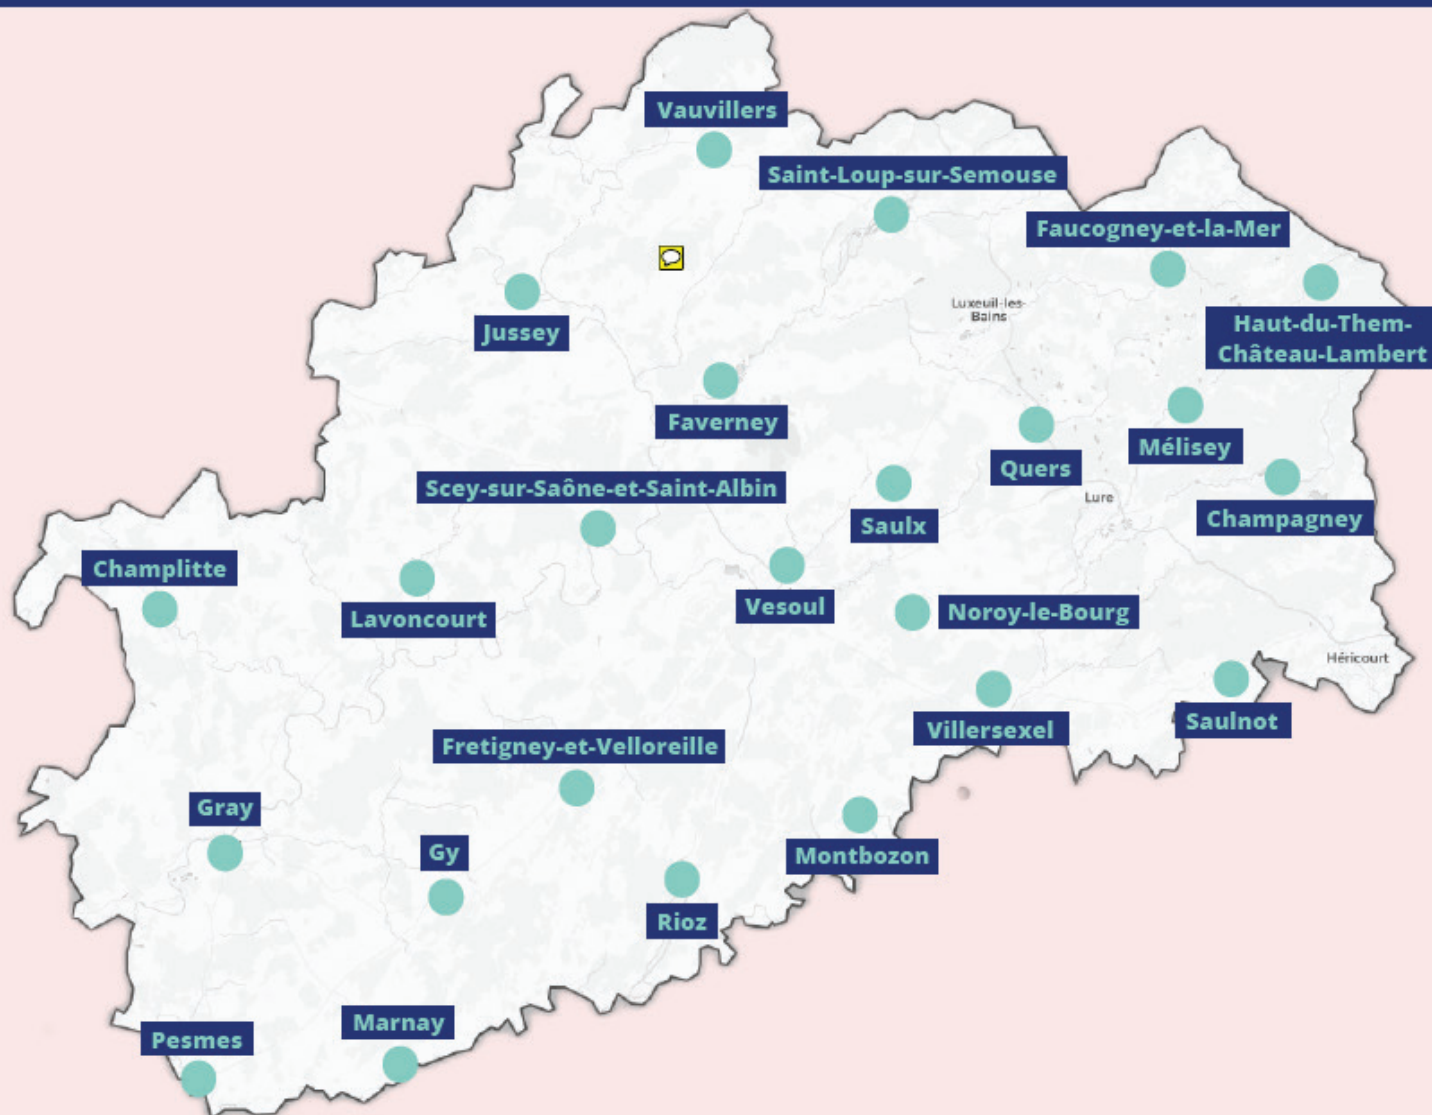 Vauvillers
Saint-Loup-sur-Semouse
Faucogney-et-la-Mer
Luxeuil-les-
Bains
Haut-du-Them-
Château-Lambert
Jussey
Faverney
Mélisey
Quers
Scey-sur-Saône-et-Saint-Albin
Lure
Champagney
Saulx
Champlitte
Lavoncourt
Vesoul
Noroy-le-Bourg
Héricourt
Saulnot
Villersexel
Fretigney-et-Velloreille
Gray
Gy
Montbozon
Rioz
Marnay
Pesmes